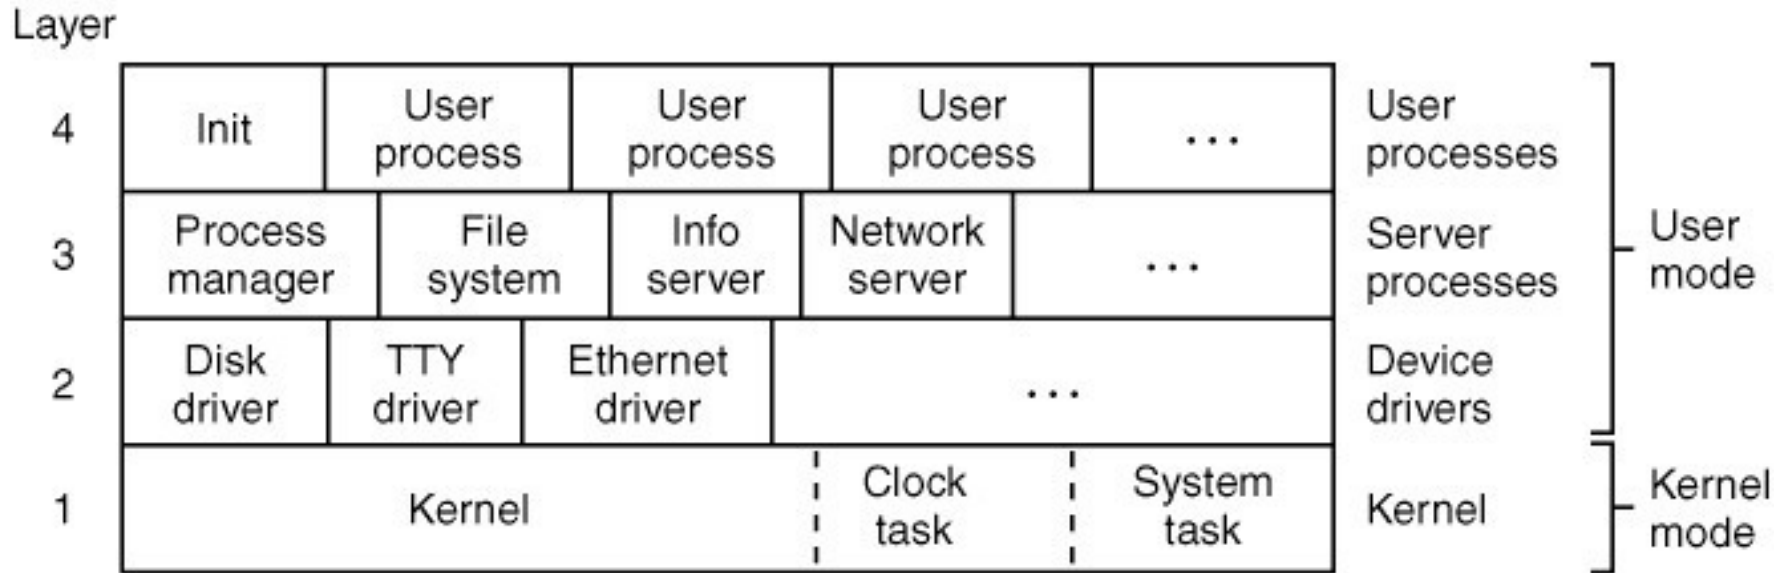 Layer
4
Init
User
process
User
process
User
process
...
User
processes
3
Process
manager
File
system
Info
server
Network
server
...
Server
processes
User
mode
2
Disk
driver
TTY
driver
Ethernet
driver
...
Device
drivers
1
Kernel
Clock
task
System
task
Kernel
Kernel
mode